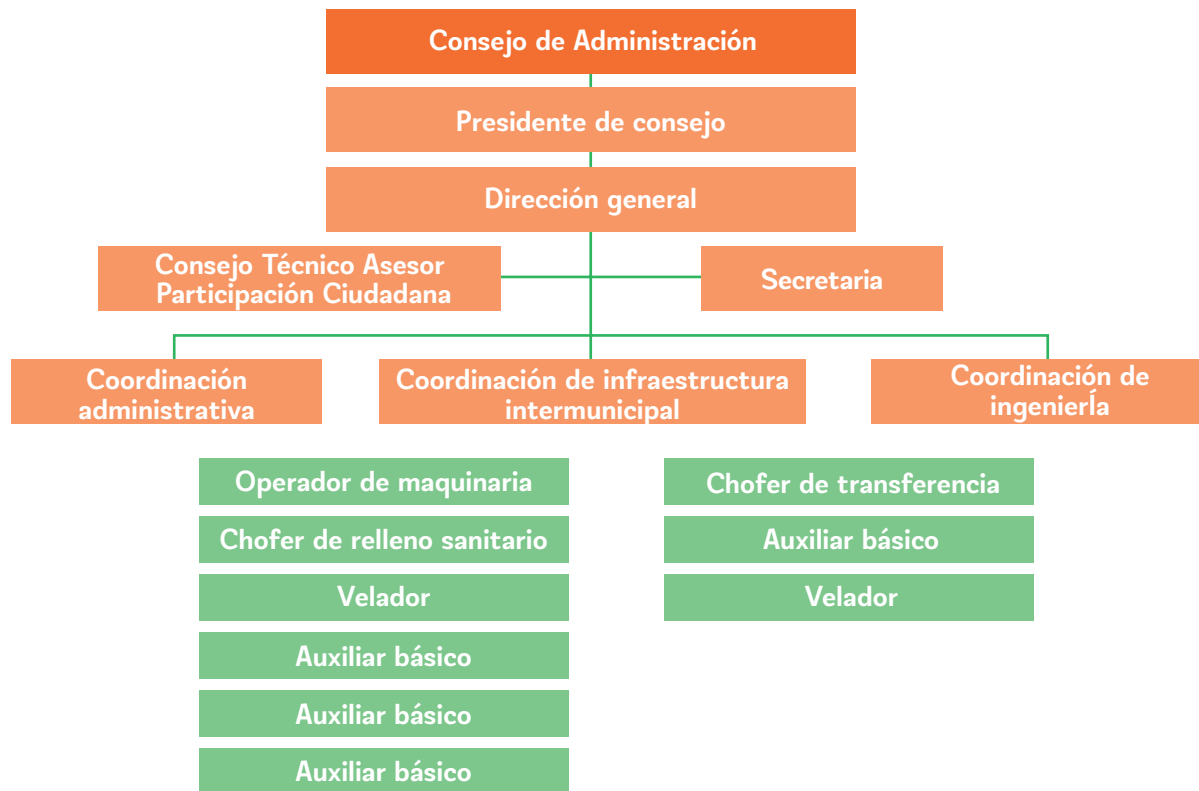 Consejo de Administración
Presidente de consejo
Dirección general
Consejo Técnico Asesor
Participación Ciudadana
Secretaria
Coordinación
administrativa
Coordinación de infraestructura
intermunicipal
Coordinación de
ingenierÍa
Operador de maquinaria
Chofer de relleno sanitario
Velador
Auxiliar básico
Auxiliar básico
Auxiliar básico
Chofer de transferencia
Auxiliar básico
Velador